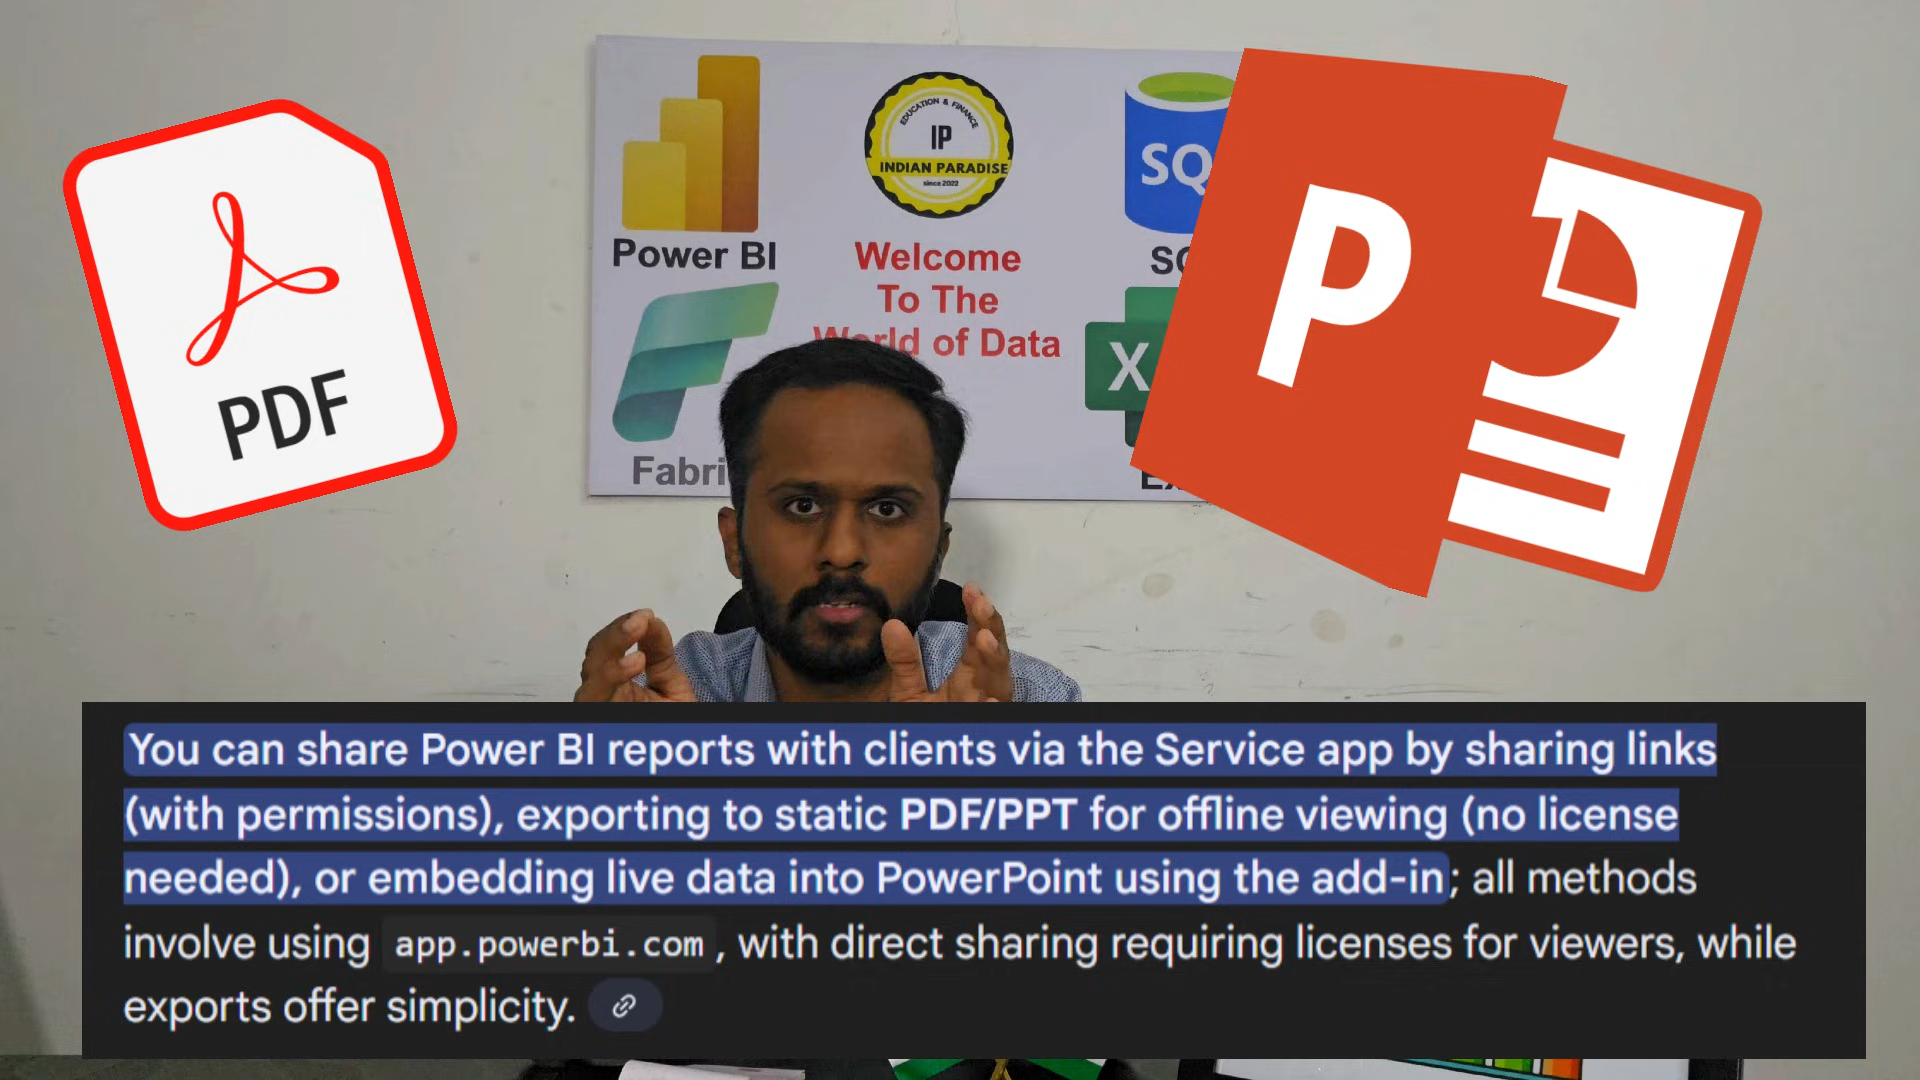 EDUCATION & FINANCE
IP
INDIAN PARADISE
since 2022
Power BI
Welcome
To The
World of Data
SQ
SQ
X
Fabri
PDF
P
You can share Power BI reports with clients via the Service app by sharing links
(with permissions), exporting to static PDF/PPT for offline viewing (no license
needed), or embedding live data into PowerPoint using the add-in; all methods
involve using app.powerbi.com, with direct sharing requiring licenses for viewers, while
exports offer simplicity.